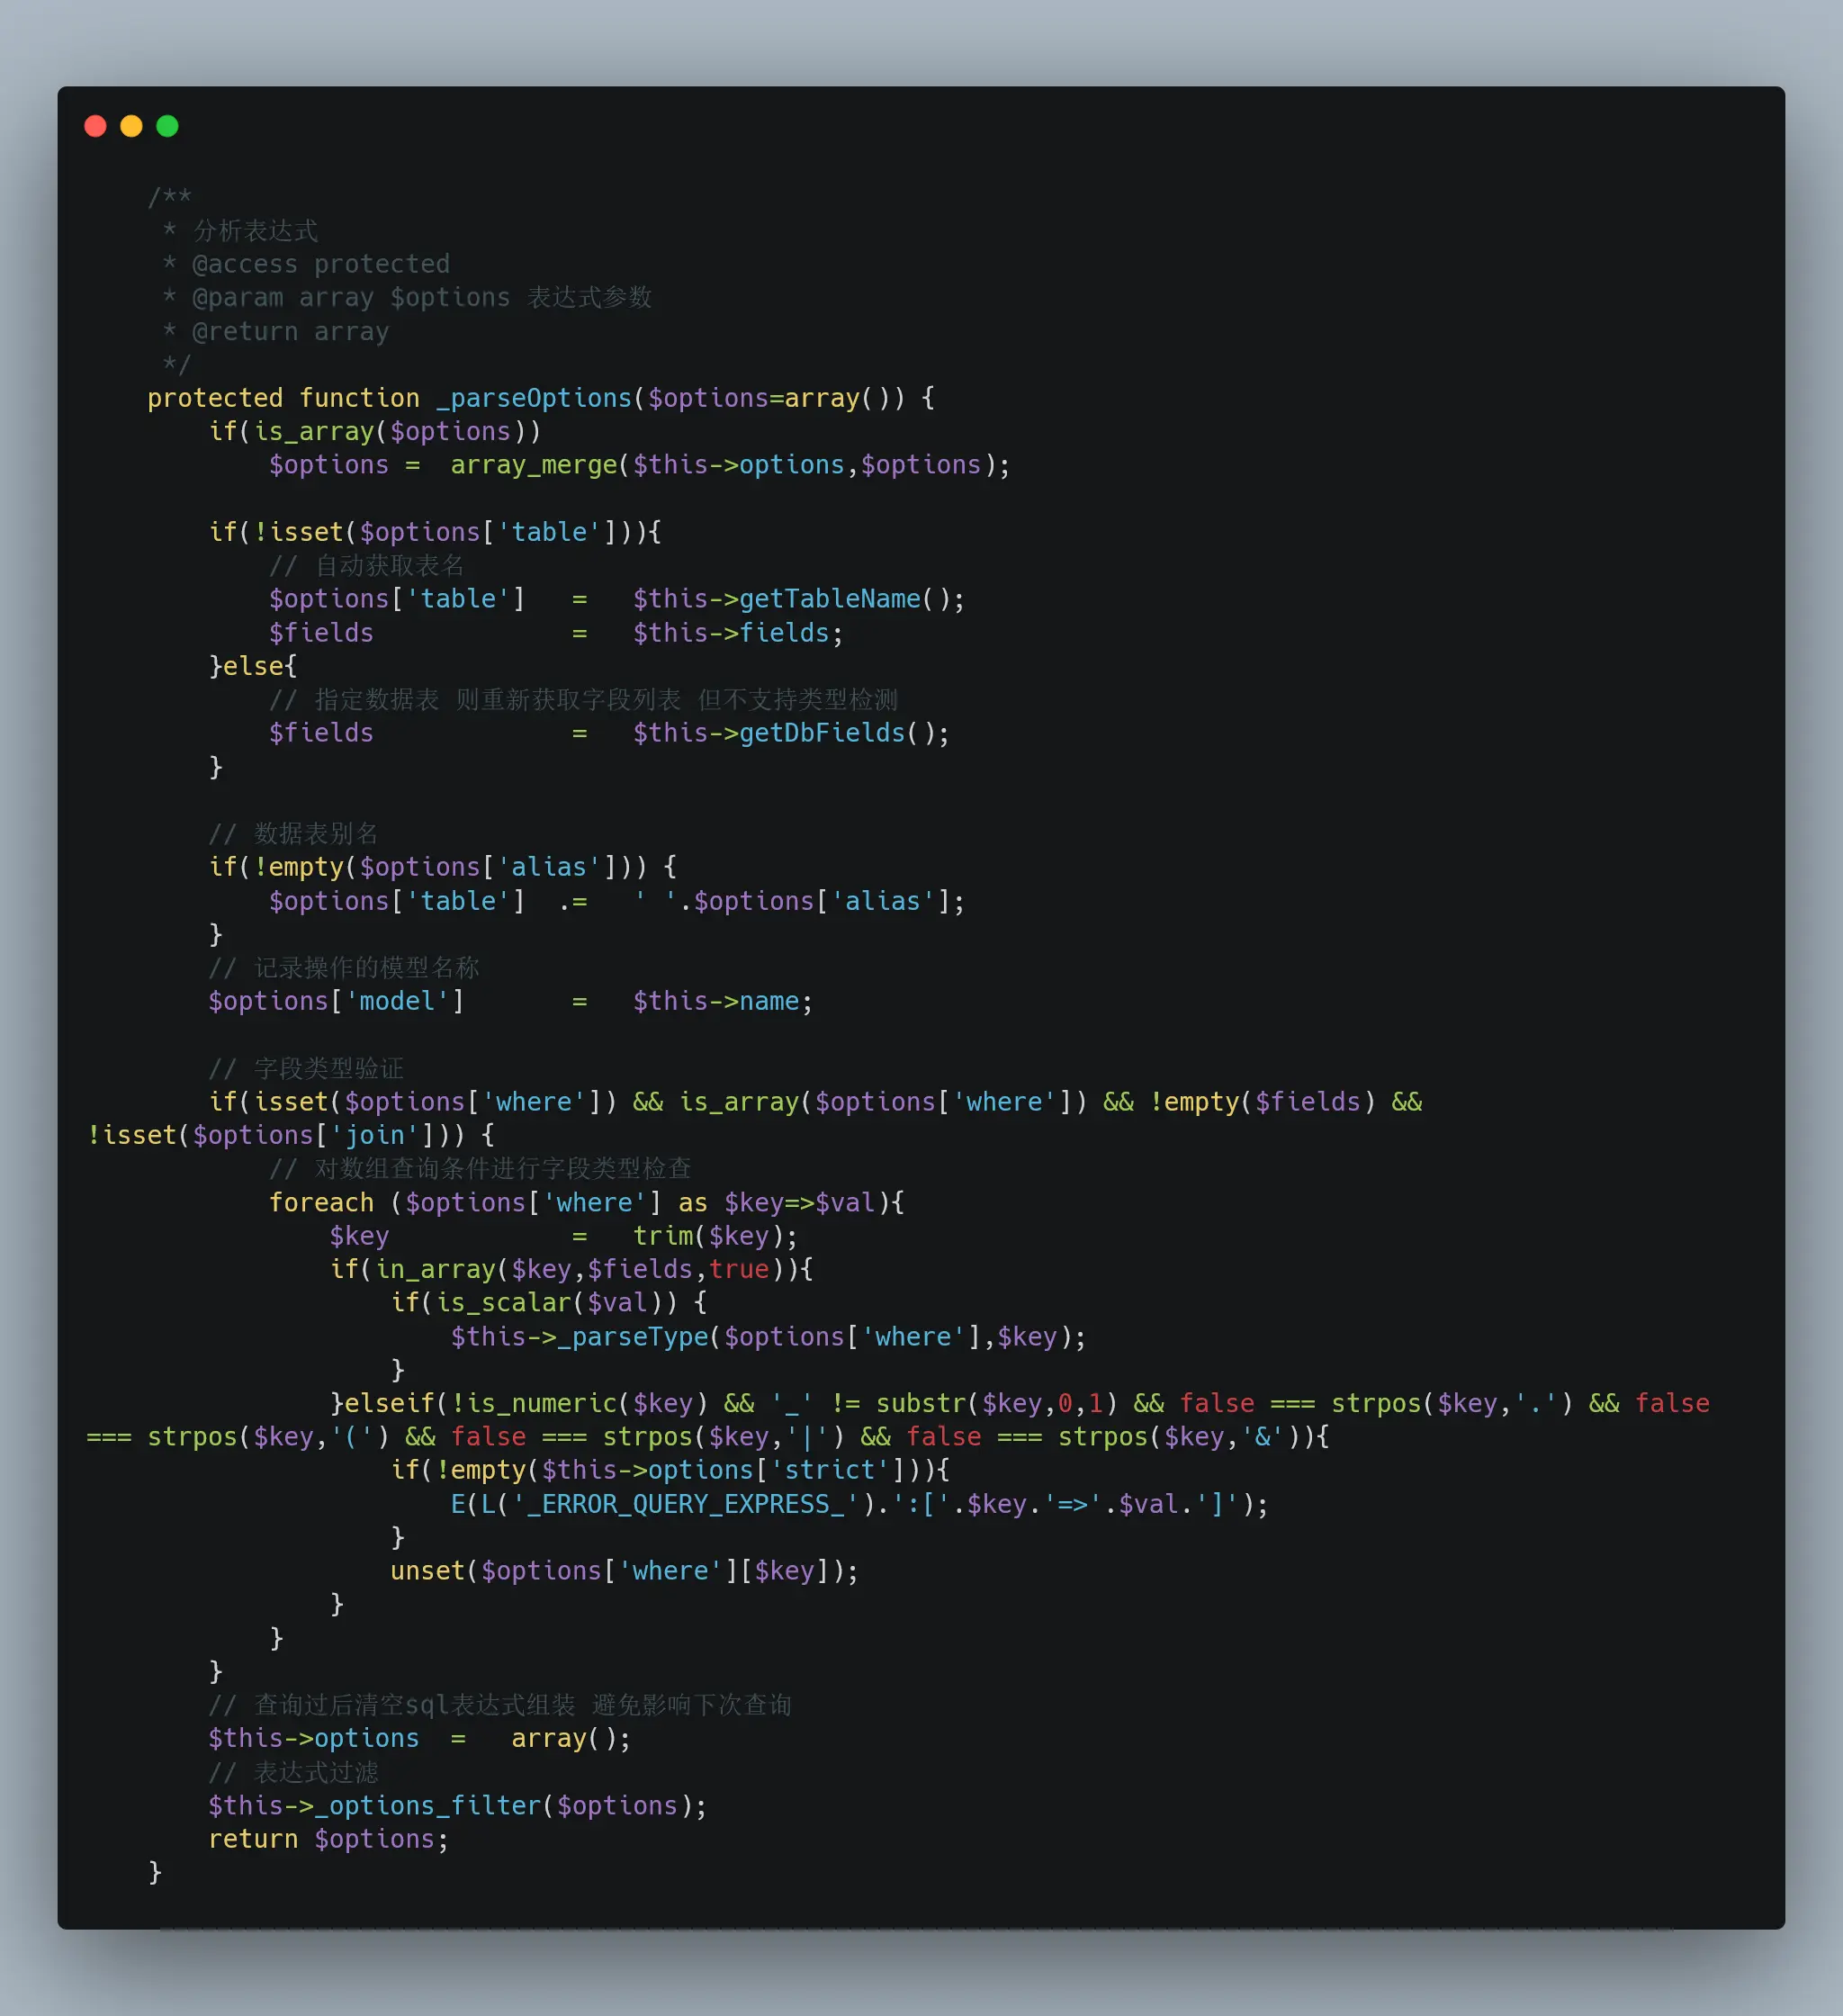 /**
 * 分析表达式
 * @access protected
 * @param array $options 表达式参数
 * @return array
 */
protected function _parseOptions($options=array()) {
    if(is_array($options))
        $options =  array_merge($this->options,$options);

    if(!isset($options['table'])){
        // 自动获取表名
        $options['table']   =   $this->getTableName();
        $fields             =   $this->fields;
    }else{
        // 指定数据表 则重新获取字段列表 但不支持类型检测
        $fields             =   $this->getDbFields();
    }

    // 数据表别名
    if(!empty($options['alias'])) {
        $options['table']  .=   ' '.$options['alias'];
    }
    // 记录操作的模型名称
    $options['model']       =   $this->name;

    // 字段类型验证
    if(isset($options['where']) && is_array($options['where']) && !empty($fields) &&
!isset($options['join'])) {
        // 对数组查询条件进行字段类型检查
        foreach ($options['where'] as $key=>$val){
            $key            =   trim($key);
            if(in_array($key,$fields,true)){
                if(is_scalar($val)) {
                    $this->_parseType($options['where'],$key);
                }
            }elseif(!is_numeric($key) && '_' != substr($key,0,1) && false === strpos($key,'.') && false
=== strpos($key,'(') && false === strpos($key,'|') && false === strpos($key,'&')){
                if(!empty($this->options['strict'])){
                    E(L('_ERROR_QUERY_EXPRESS_').':['.$key.'=>'.$val.']');
                }
                unset($options['where'][$key]);
            }
        }
    }
    // 查询过后清空sql表达式组装 避免影响下次查询
    $this->options  =   array();
    // 表达式过滤
    $this->_options_filter($options);
    return $options;
}